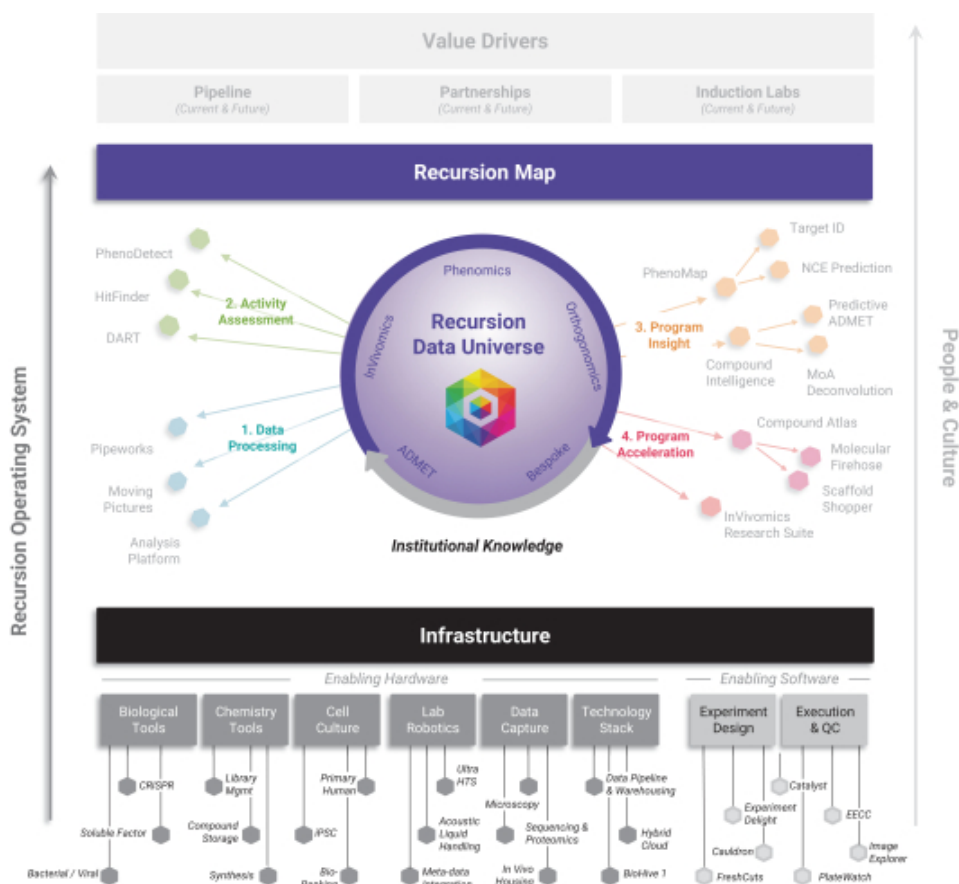 Value Drivers
Pipeline
(Current & Future)
Partnerships
(Current & Future)
Induction Labs
(Current & Future)
Recursion Map
Recursion Operating System
People & Culture
PhenoDetect
HitFinder
DART
2. Activity
Assessment
Pipeworks
Moving
Pictures
Analysis
Platform
1. Data
Processing
Phenomics
InVivomics
Orthogonomics
ADMET
Bespoke
Recursion
Data Universe
Institutional Knowledge
3. Program
Insight
PhenoMap
Target ID
NCE Prediction
Compound
Intelligence
Predictive
ADMET
MoA
Deconvolution
4. Program
Acceleration
Compound Atlas
Molecular
Firehose
Scaffold
Shopper
InVivomics
Research Suite
Infrastructure
Enabling Hardware
Enabling Software
Biological
Tools
Chemistry
Tools
Cell
Culture
Lab
Robotics
Data
Capture
Technology
Stack
Experiment
Design
Execution
& QC
CRISPR
Soluble Factor
Bacterial / Viral
Library
Mgmt
Compound
Storage
Synthesis
Primary
Human
iPSC
Bio-
Ultra
HTS
Acoustic
Liquid
Handling
Meta-data
Microscopy
Sequencing &
Proteomics
In Vivo
Housing
Data Pipeline
& Warehousing
Hybrid
Cloud
BioHive 1
Experiment
Delight
Cauldron
FreshCuts
Catalyst
EECC
Image
Explorer
PlateWatch